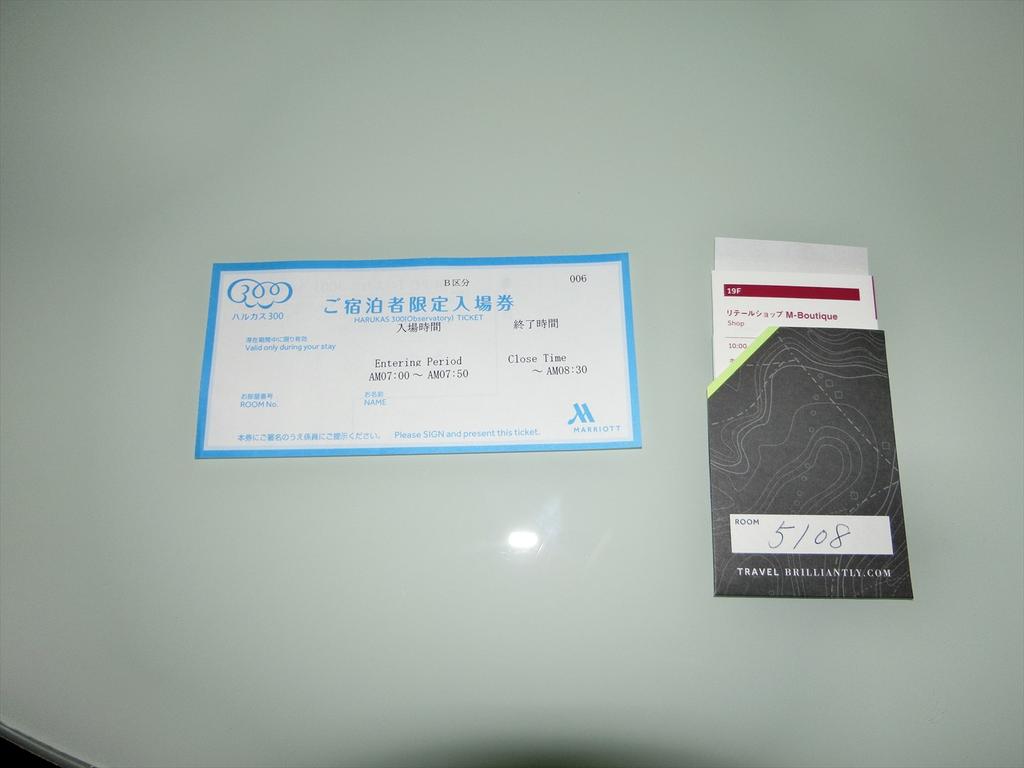 B区分
006
300
ハルカス300
ご宿泊者限定入場券
HARUKAS 300(Observatory) TICKET
入場時間
終了時間
滞在期間中に限り有効
Valid only during your stay
Entering Period
AM07:00 ~ AM07:50
Close Time
~ AM08:30
お部屋番号
ROOM No.
お名前
NAME
MARRIOTT
本券にご署名のうえ係員にご提示ください。 Please SIGN and present this ticket.
19F
リテールショップ M-Boutique
Shop
10:00
ROOM
5108
TRAVEL BRILLIANTLY.COM